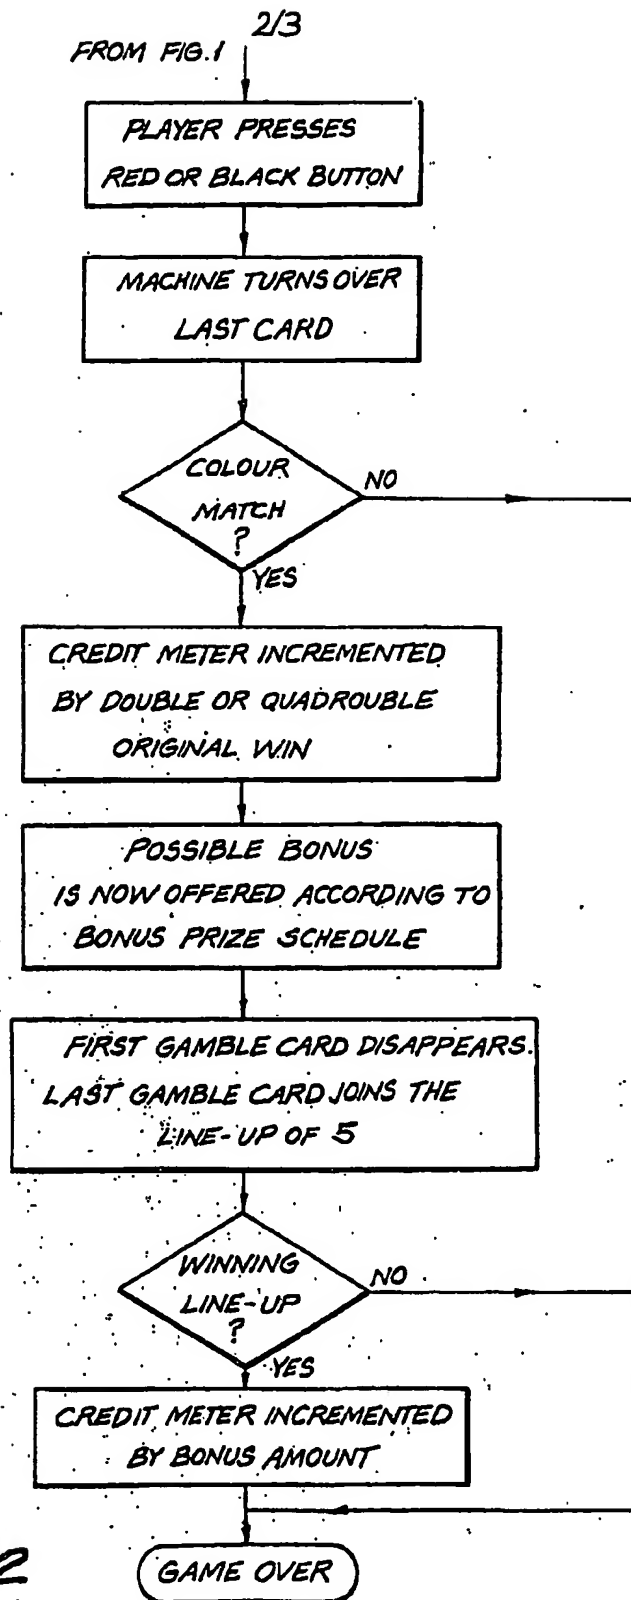 2/3
FROM FIG.1
PLAYER PRESSES
RED OR BLACK BUTTON
MACHINE TURNS OVER
LAST CARD
COLOUR
MATCH
?
NO
YES
CREDIT METER INCREMENTED
BY DOUBLE OR QUADROUBLE
ORIGINAL WIN
POSSIBLE BONUS
IS NOW OFFERED ACCORDING TO
BONUS PRIZE SCHEDULE
FIRST GAMBLE CARD DISAPPEARS.
LAST GAMBLE CARD JOINS THE
LINE-UP OF 5
WINNING
LINE-UP
?
NO
YES
CREDIT METER INCREMENTED
BY BONUS AMOUNT
2
GAME OVER